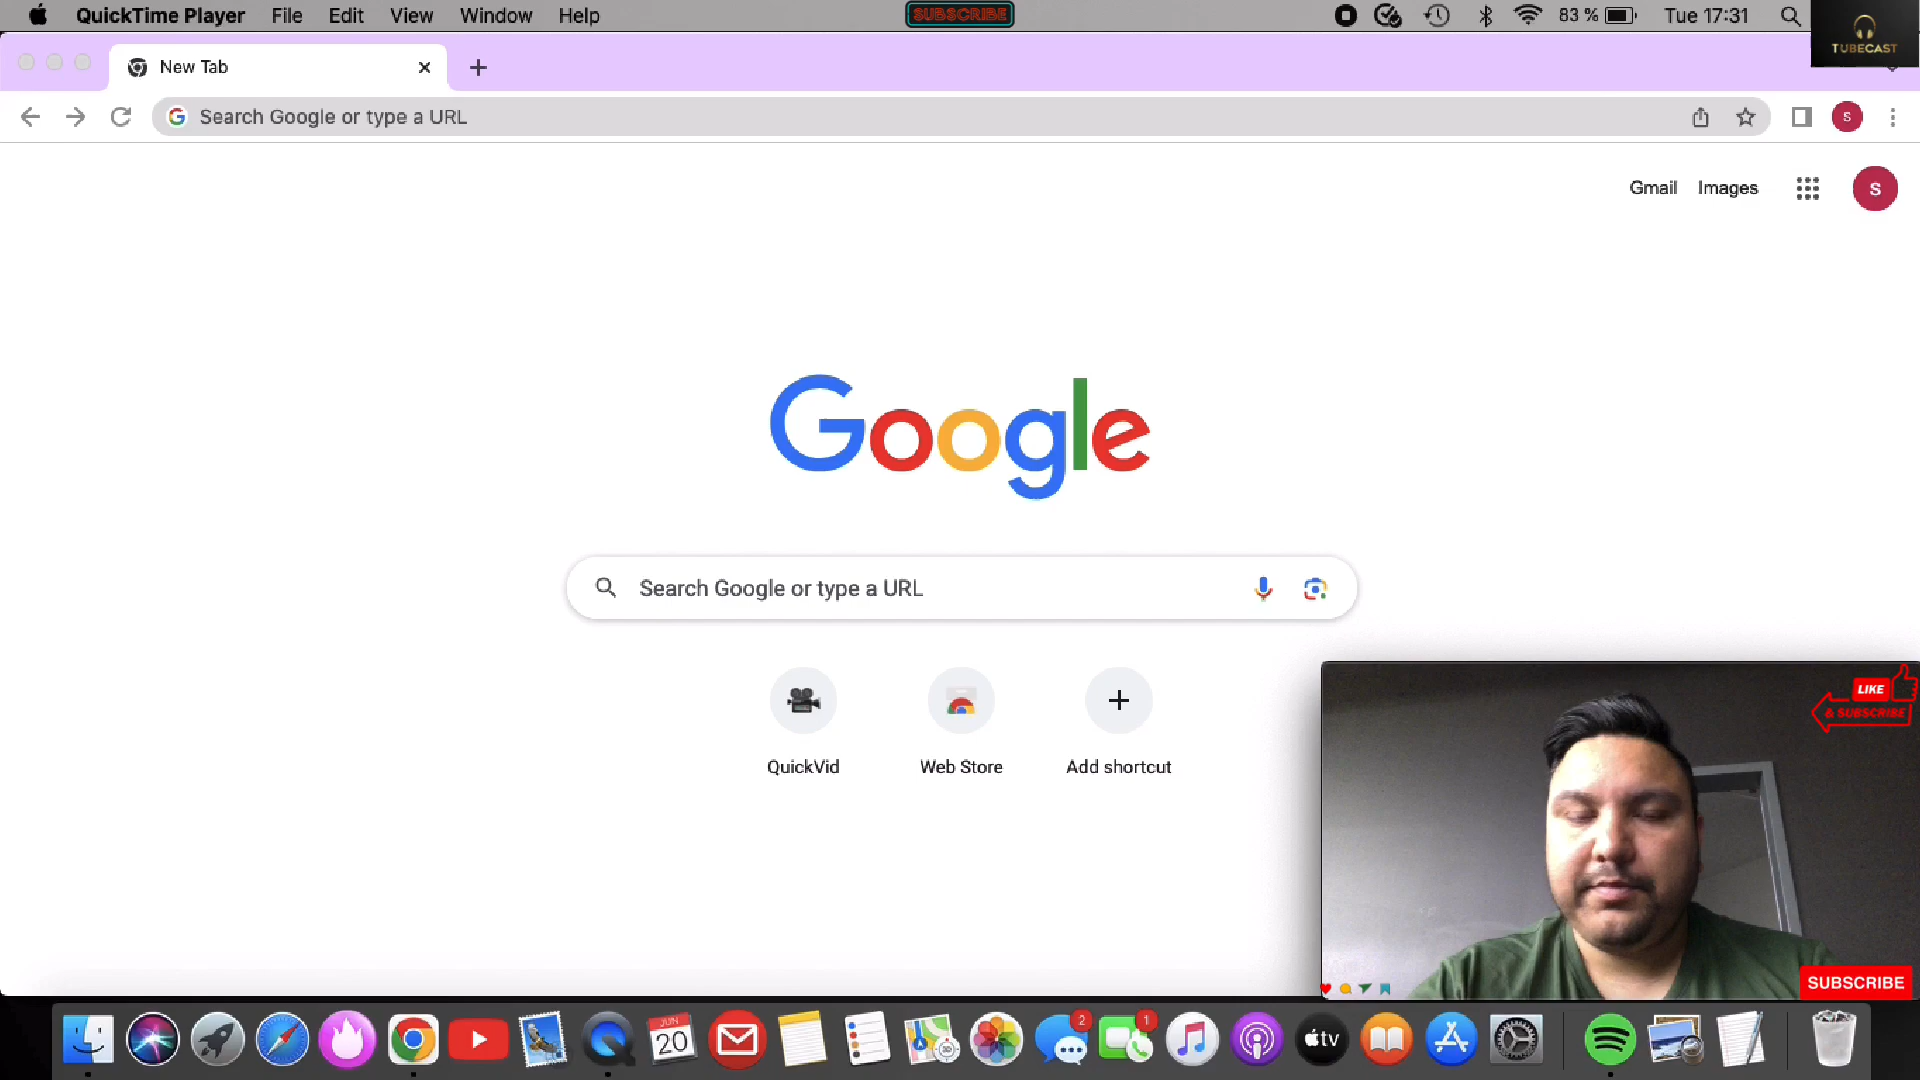 QuickTime Player File Edit View Window Help SUBSCRIBE 83 % Tue 17:31
TUBECAST
New Tab
Search Google or type a URL S
Gmail Images S
Google
Search Google or type a URL
QuickVid Web Store Add shortcut
LIKE
& SUBSCRIBE
SUBSCRIBE
JUN
20
2
1
tv